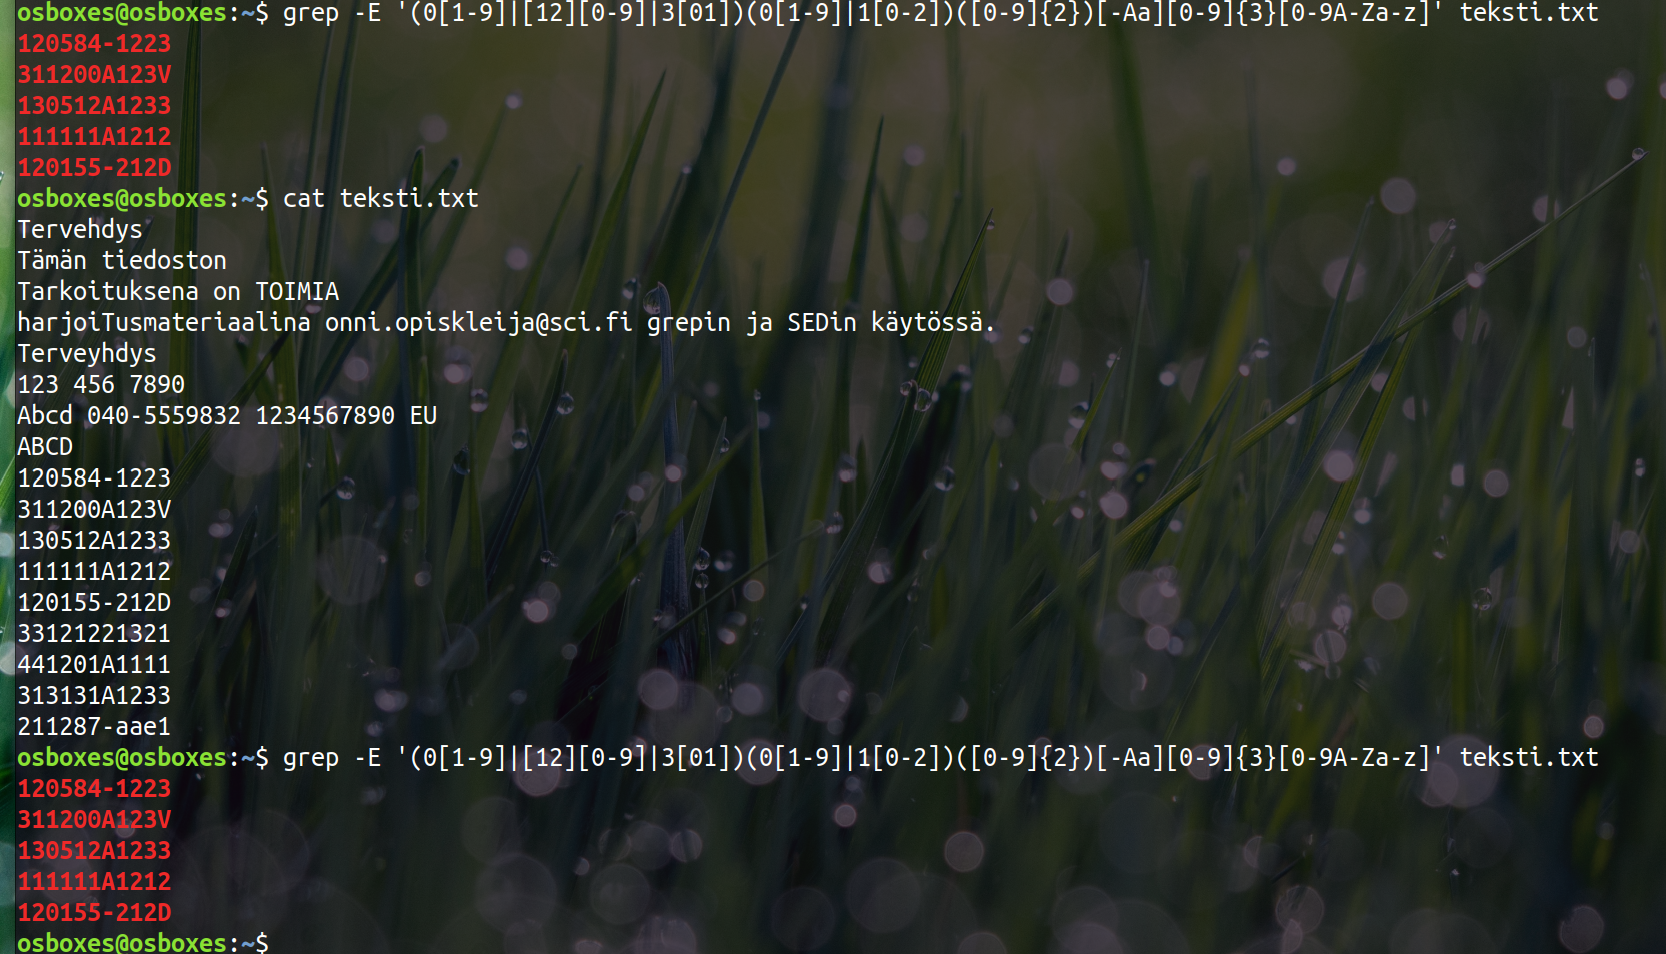 osboxes@osboxes:~$ grep -E '(0[1-9]|[12][0-9]|3[01])(0[1-9]|1[0-2])([0-9]{2})[-Aa][0-9]{3}[0-9A-Za-z]' teksti.txt
120584-1223
311200A123V
130512A1233
111111A1212
120155-212D
osboxes@osboxes:~$ cat teksti.txt
Tervehdys
Tämän tiedoston
Tarkoituksena on TOIMIA
harjoiTusmateriaalina onni.opiskleija@sci.fi grepin ja SEDin käytössä.
Terveyhdys
123 456 7890
Abcd 040-5559832 1234567890 EU
ABCD
120584-1223
311200A123V
130512A1233
111111A1212
120155-212D
33121221321
441201A1111
313131A1233
211287-aae1
osboxes@osboxes:~$ grep -E '(0[1-9]|[12][0-9]|3[01])(0[1-9]|1[0-2])([0-9]{2})[-Aa][0-9]{3}[0-9A-Za-z]' teksti.txt
120584-1223
311200A123V
130512A1233
111111A1212
120155-212D
osboxes@osboxes:~$